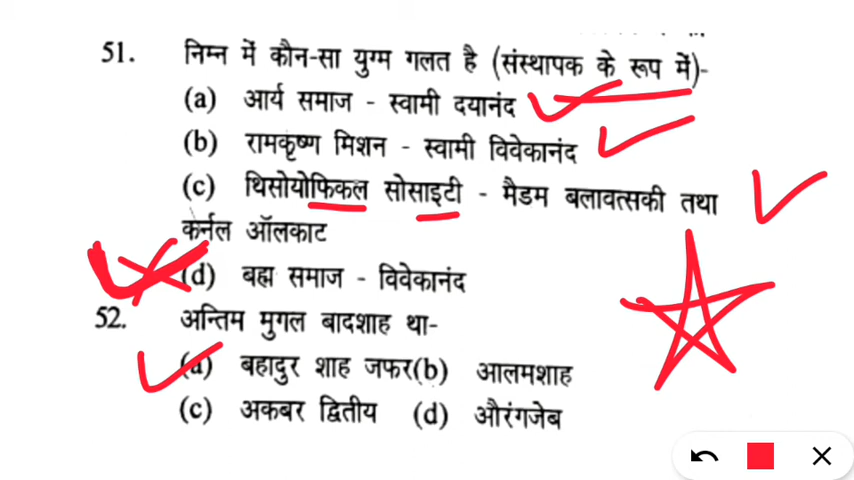 51. निम्न में कौन-सा युग्म गलत है (संस्थापक के रूप में)-
(a) आर्य समाज - स्वामी दयानंद
(b) रामकृष्ण मिशन - स्वामी विवेकानंद
(c) थिसोयोफिकल सोसाइटी - मैडम बलावत्सकी तथा
कर्नल ऑलकाट
(d) बह्म समाज - विवेकानंद
52. अन्तिम मुगल बादशाह था-
(a) बहादुर शाह जफर (b) आलमशाह
(c) अकबर द्वितीय (d) औरंगजेब